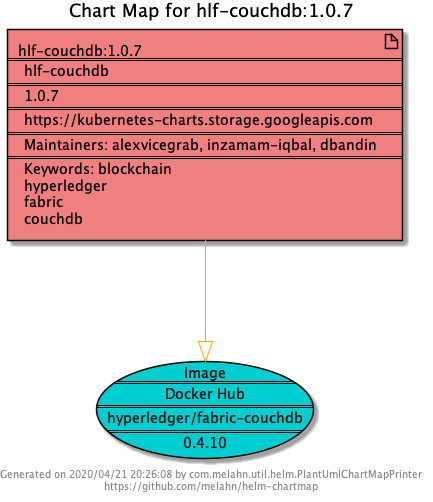 Chart Map for hlf-couchdb:1.0.7
hlf-couchdb:1.0.7
hlf-couchdb
1.0.7
https://kubernetes-charts.storage.googleapis.com
Maintainers: alexvicegrab, inzamam-iqbal, dbandin
Keywords: blockchain
hyperledger
fabric
couchdb
Image
Docker Hub
hyperledger/fabric-couchdb
0.4.10
Generated on 2020/04/21 20:26:08 by com.melahn.util.helm.PlantUmlChartMapPrinter
https://github.com/melahn/helm-chartmap